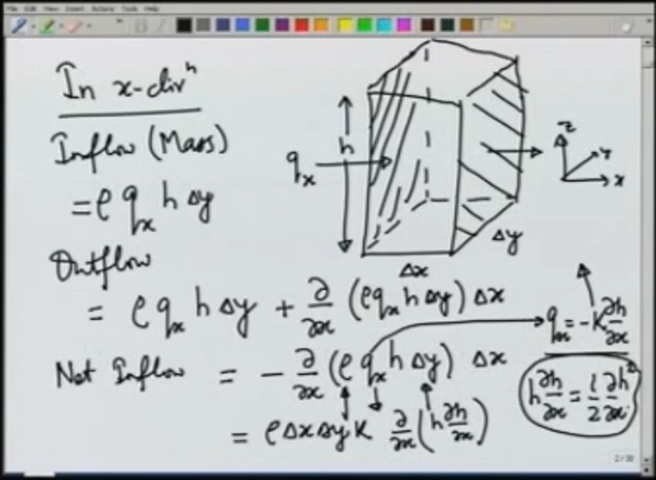 In x-dirⁿ
Inflow (Mass)
= ρ qₓ h Δy
Outflow
= ρ qₓ h Δy + ∂/∂x (ρ qₓ h Δy) Δx
Net Inflow = - ∂/∂x (ρ qₓ h Δy) Δx
= ρ Δx Δy K ∂/∂x (h ∂h/∂x)
qₓ = -K ∂h/∂x
h ∂h/∂x = 1/2 ∂h²/∂x
qₓ
h
Δx
Δy
z
y
x